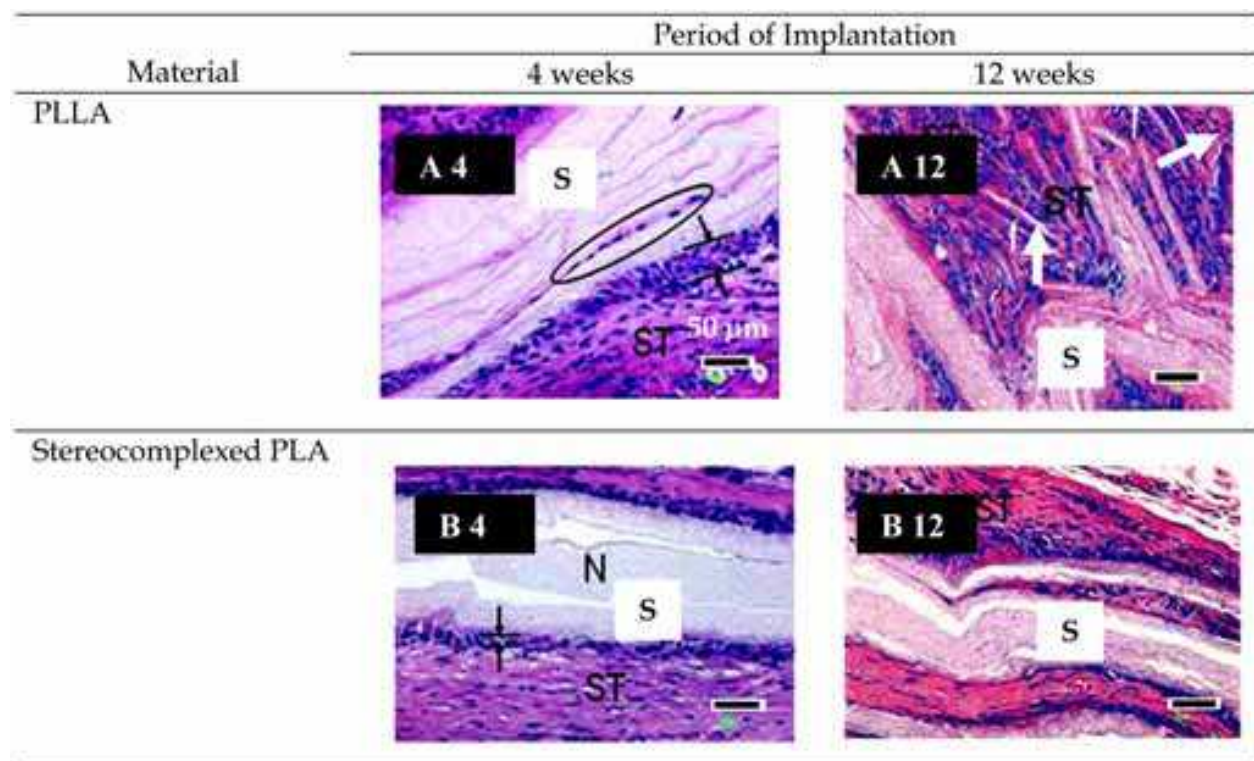 Period of Implantation
Material 4 weeks 12 weeks
PLLA
A 4
S
50 µm
ST
A 12
ST
S
Stereocomplexed PLA
B 4
N
S
ST
B 12
ST
S